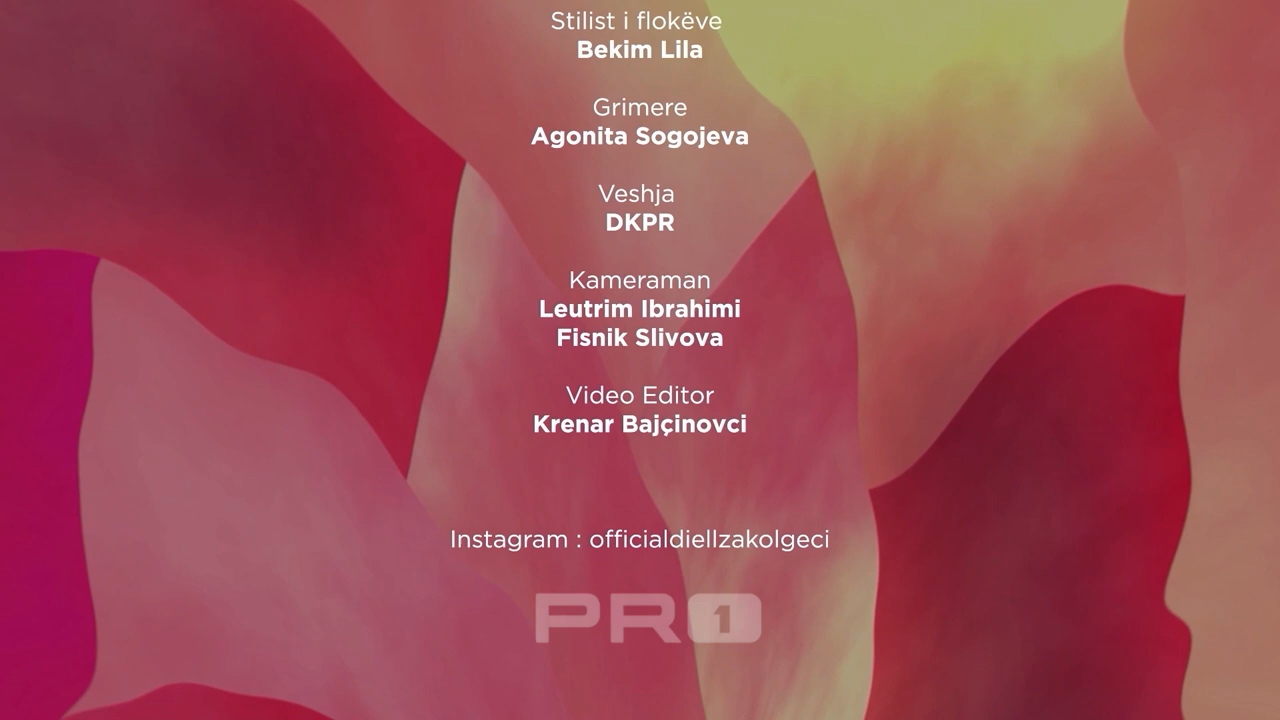 Stilist i flokëve
Bekim Lila
Grimere
Agonita Sogojeva
Veshja
DKPR
Kameraman
Leutrim Ibrahimi
Fisnik Slivova
Video Editor
Krenar Bajçinovci
Instagram : officialdiellzakolgeci
PRO1